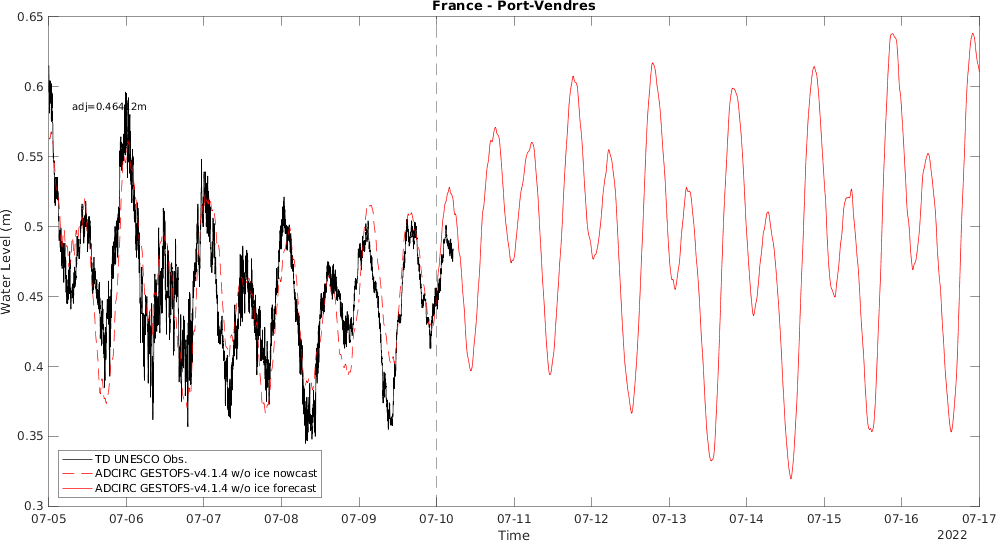 France - Port-Vendres
0.65
0.6
0.55
0.5
0.45
0.4
0.35
0.3
Water Level (m)
TD UNESCO Obs.
ADCIRC GESTOFS-v4.1.4 w/o ice nowcast
ADCIRC GESTOFS-v4.1.4 w/o ice forecast
07-05 07-06 07-07 07-08 07-09 07-10 07-11 07-12 07-13 07-14 07-15 07-16 07-17
Time
2022